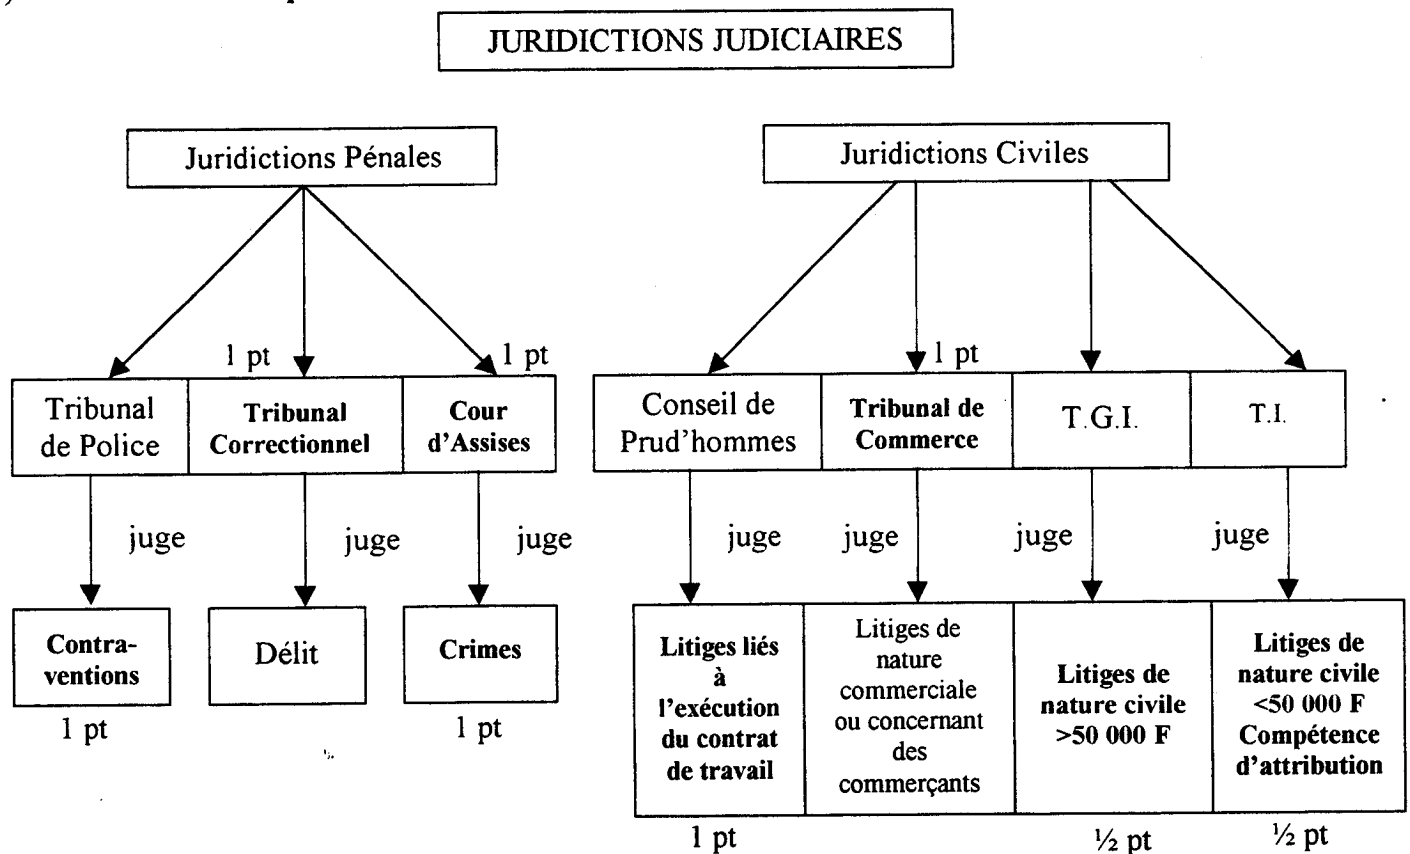 JURIDICTIONS JUDICIAIRES
Juridictions Pénales
Juridictions Civiles
1 pt
1 pt
1 pt
Tribunal
de Police
Tribunal
Correctionnel
Cour
d'Assises
Conseil de
Prud'hommes
Tribunal de
Commerce
T.G.I.
T.I.
juge
juge
juge
juge
juge
juge
juge
Contra-
ventions
Délit
Crimes
Litiges liés
à
l'exécution
du contrat
de travail
Litiges de
nature
commerciale
ou concernant
des
commerçants
Litiges de
nature civile
>50 000 F
Litiges de
nature civile
<50 000 F
Compétence
d'attribution
1 pt
1 pt
1 pt
½ pt
½ pt